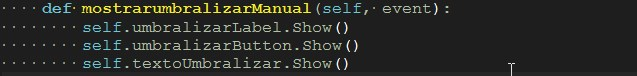 def mostrarumbralizarManual(self, event):
self.umbralizarLabel.Show()
self.umbralizarButton.Show()
self.textoUmbralizar.Show()